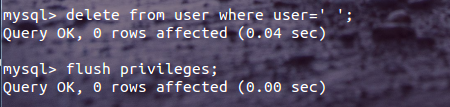 mysql> delete from user where user=' ';
Query OK, 0 rows affected (0.04 sec)
mysql> flush privileges;
Query OK, 0 rows affected (0.00 sec)